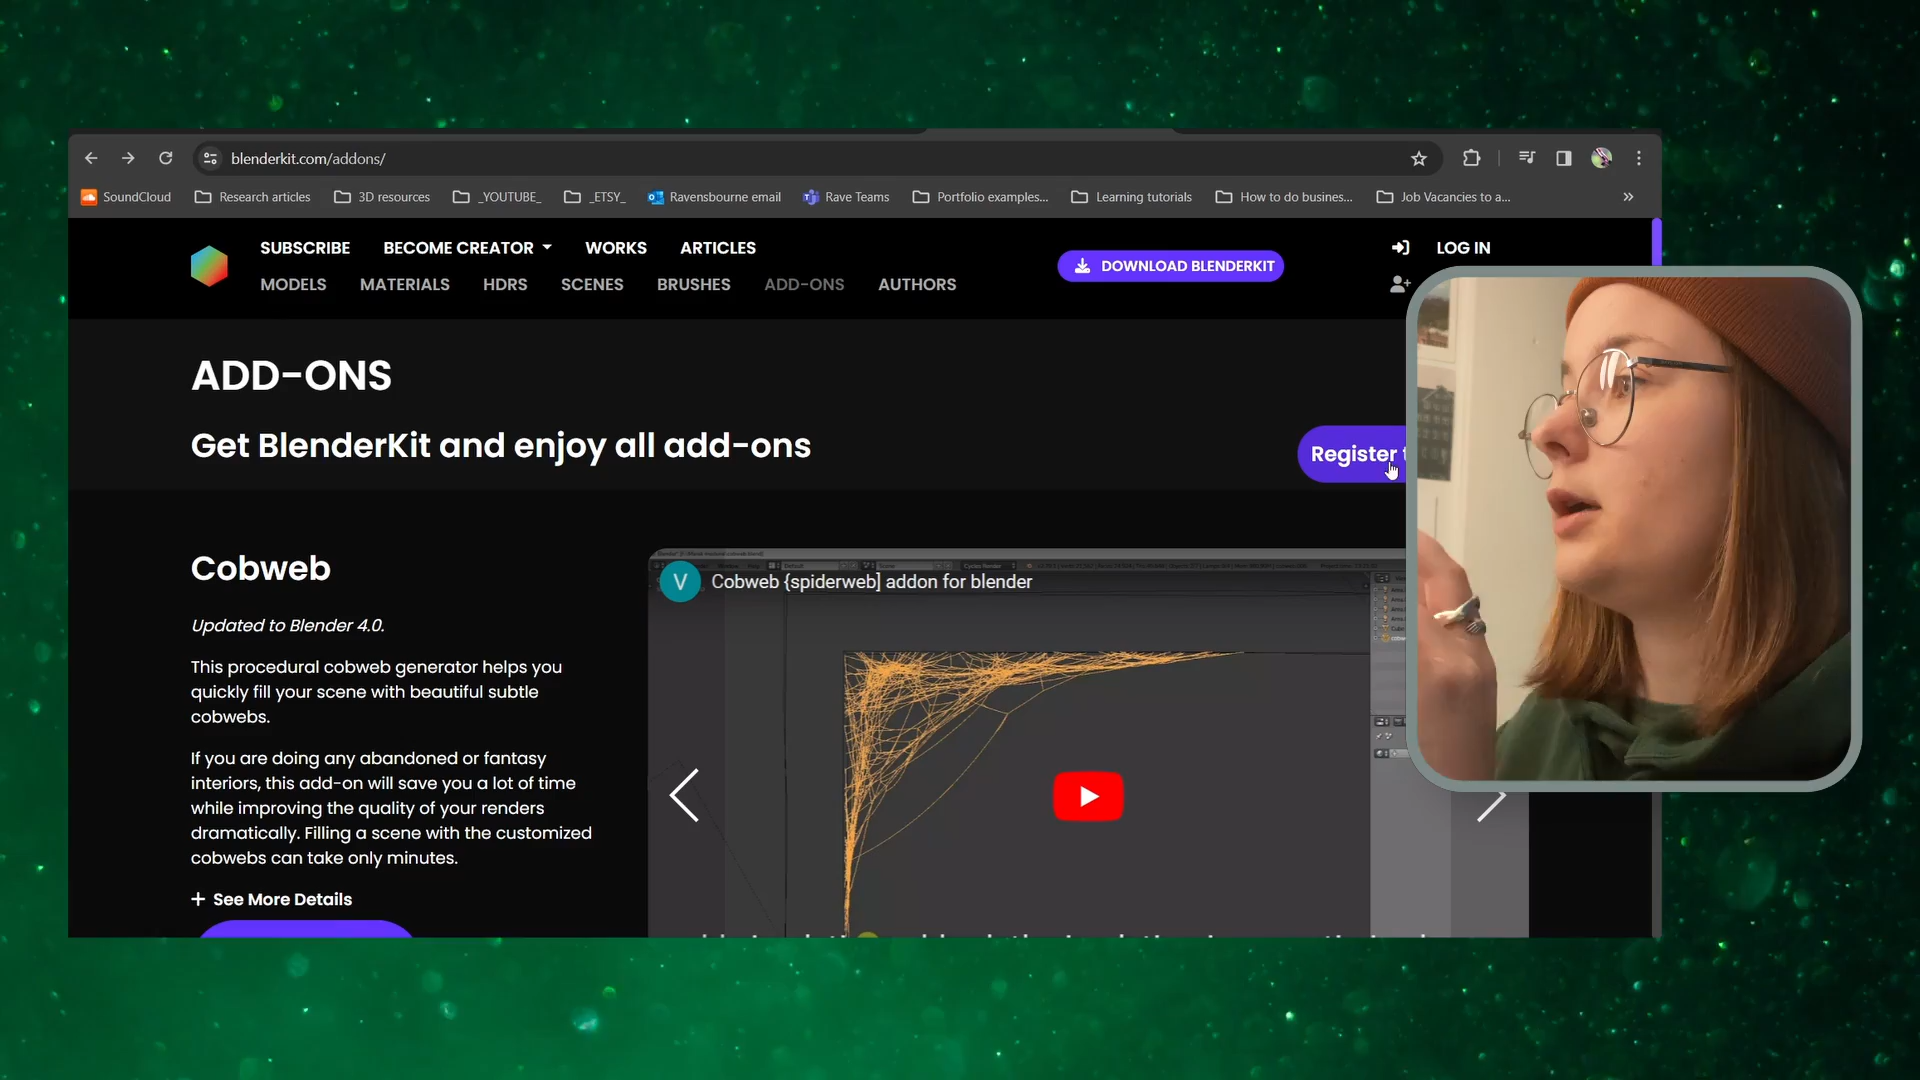 blenderkit.com/addons/
SoundCloud Research articles 3D resources _YOUTUBE_ _ETSY_ Ravensbourne email Rave Teams Portfolio examples... Learning tutorials How to do busines... Job Vacancies to a... »
SUBSCRIBE BECOME CREATOR WORKS ARTICLES
MODELS MATERIALS HDRS SCENES BRUSHES ADD-ONS AUTHORS
DOWNLOAD BLENDERKIT
LOG IN
ADD-ONS
Get BlenderKit and enjoy all add-ons
Register
Cobweb
Updated to Blender 4.0.
This procedural cobweb generator helps you
quickly fill your scene with beautiful subtle
cobwebs.
If you are doing any abandoned or fantasy
interiors, this add-on will save you a lot of time
while improving the quality of your renders
dramatically. Filling a scene with the customized
cobwebs can take only minutes.
+ See More Details
V Cobweb {spiderweb] addon for blender